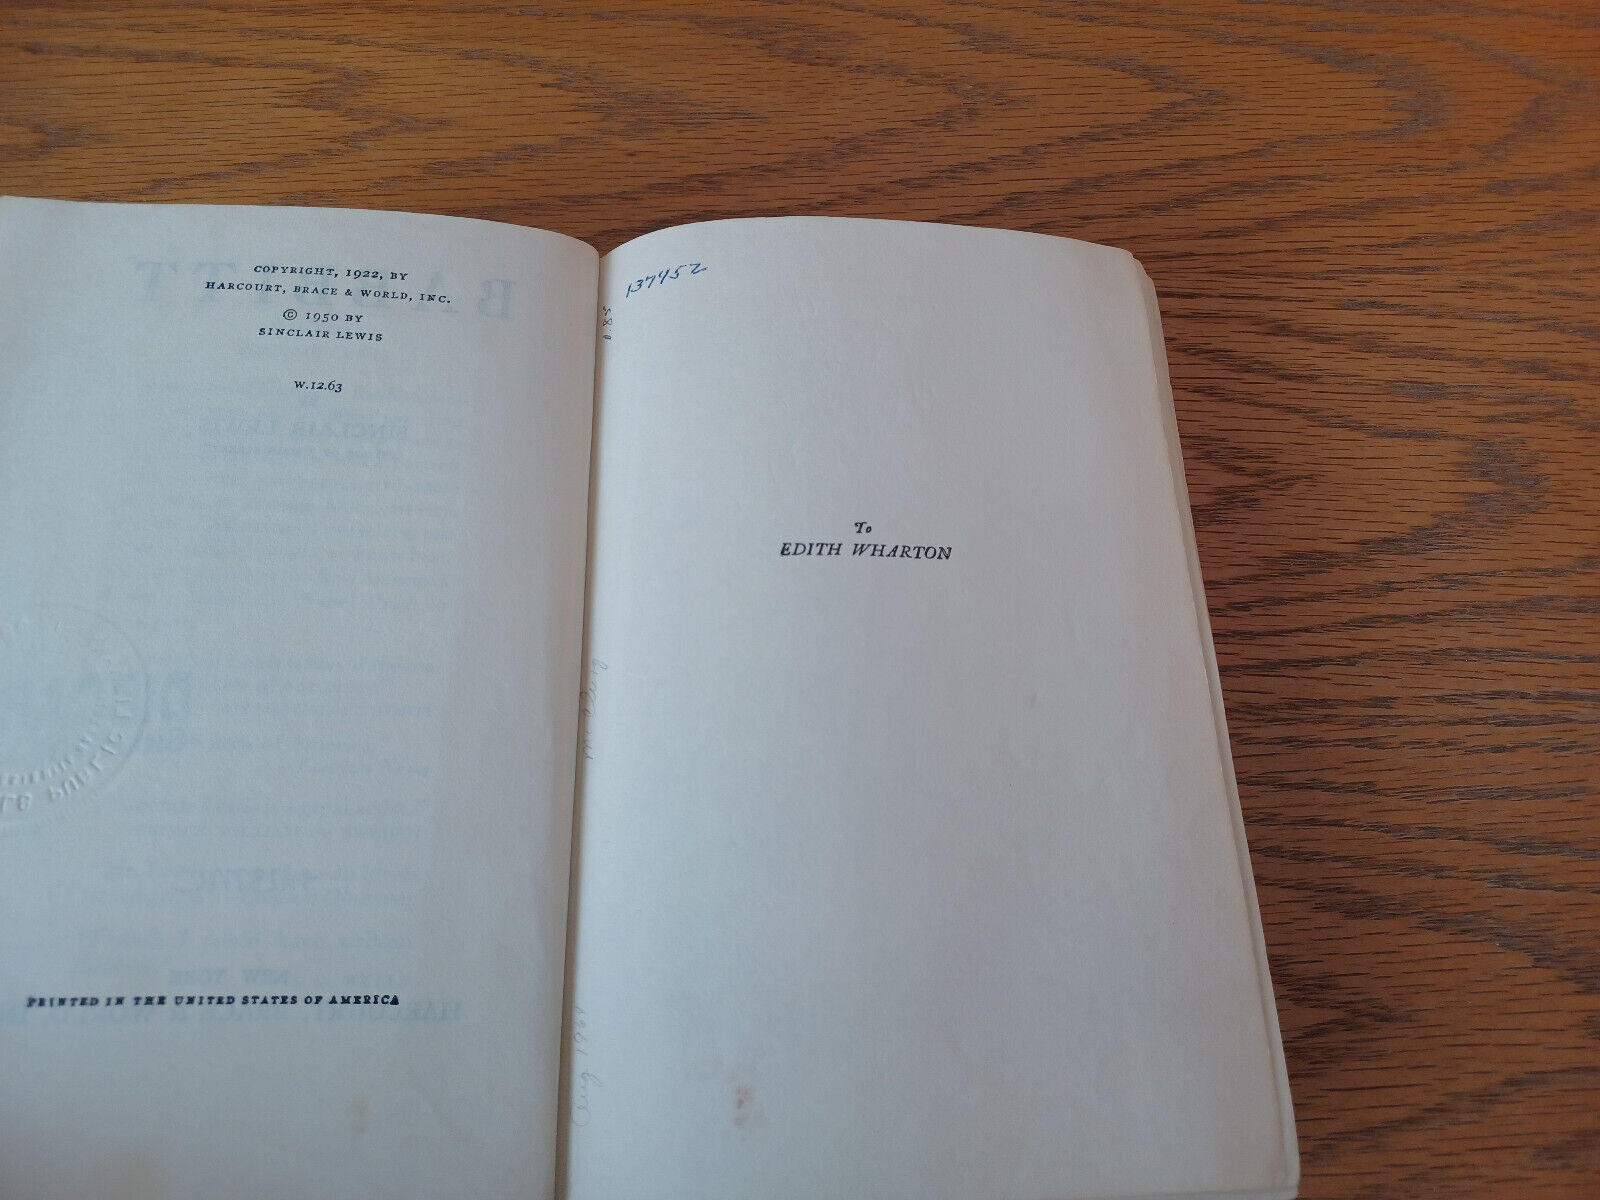 COPYRIGHT, 1922, BY
HARCOURT, BRACE & WORLD, INC.
© 1950 BY
SINCLAIR LEWIS
W.12.63
PRINTED IN THE UNITED STATES OF AMERICA
137452
To
EDITH WHARTON